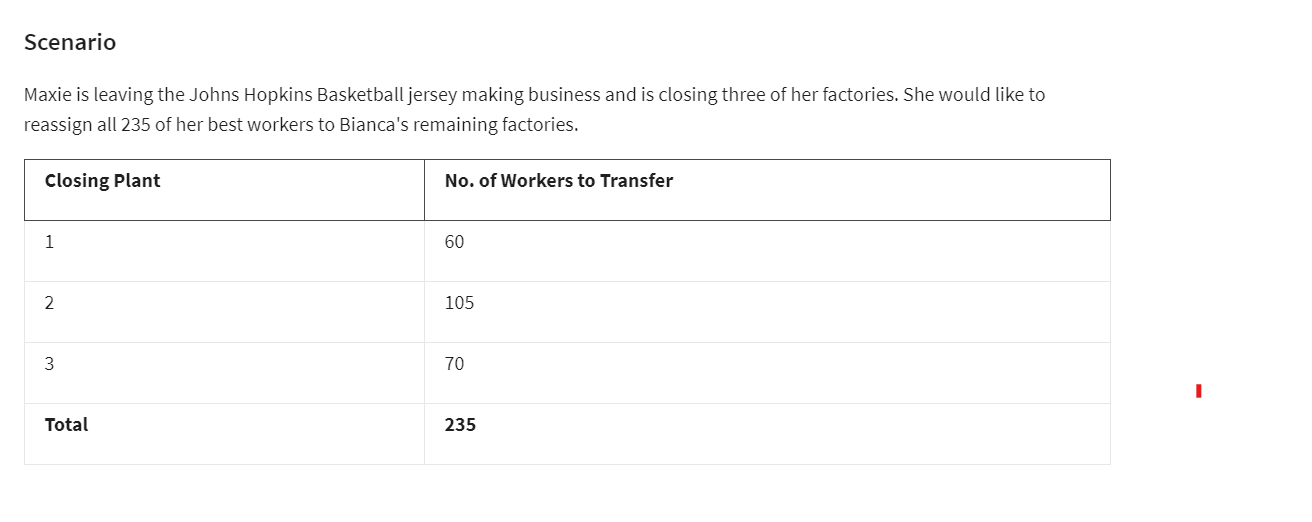 Scenario
Maxie is leaving the Johns Hopkins Basketball jersey making business and is closing three of her factories. She would like to
reassign all 235 of her best workers to Bianca's remaining factories.
Closing Plant No. of Workers to Transfer
1 60
2 105
3 70
Total 235